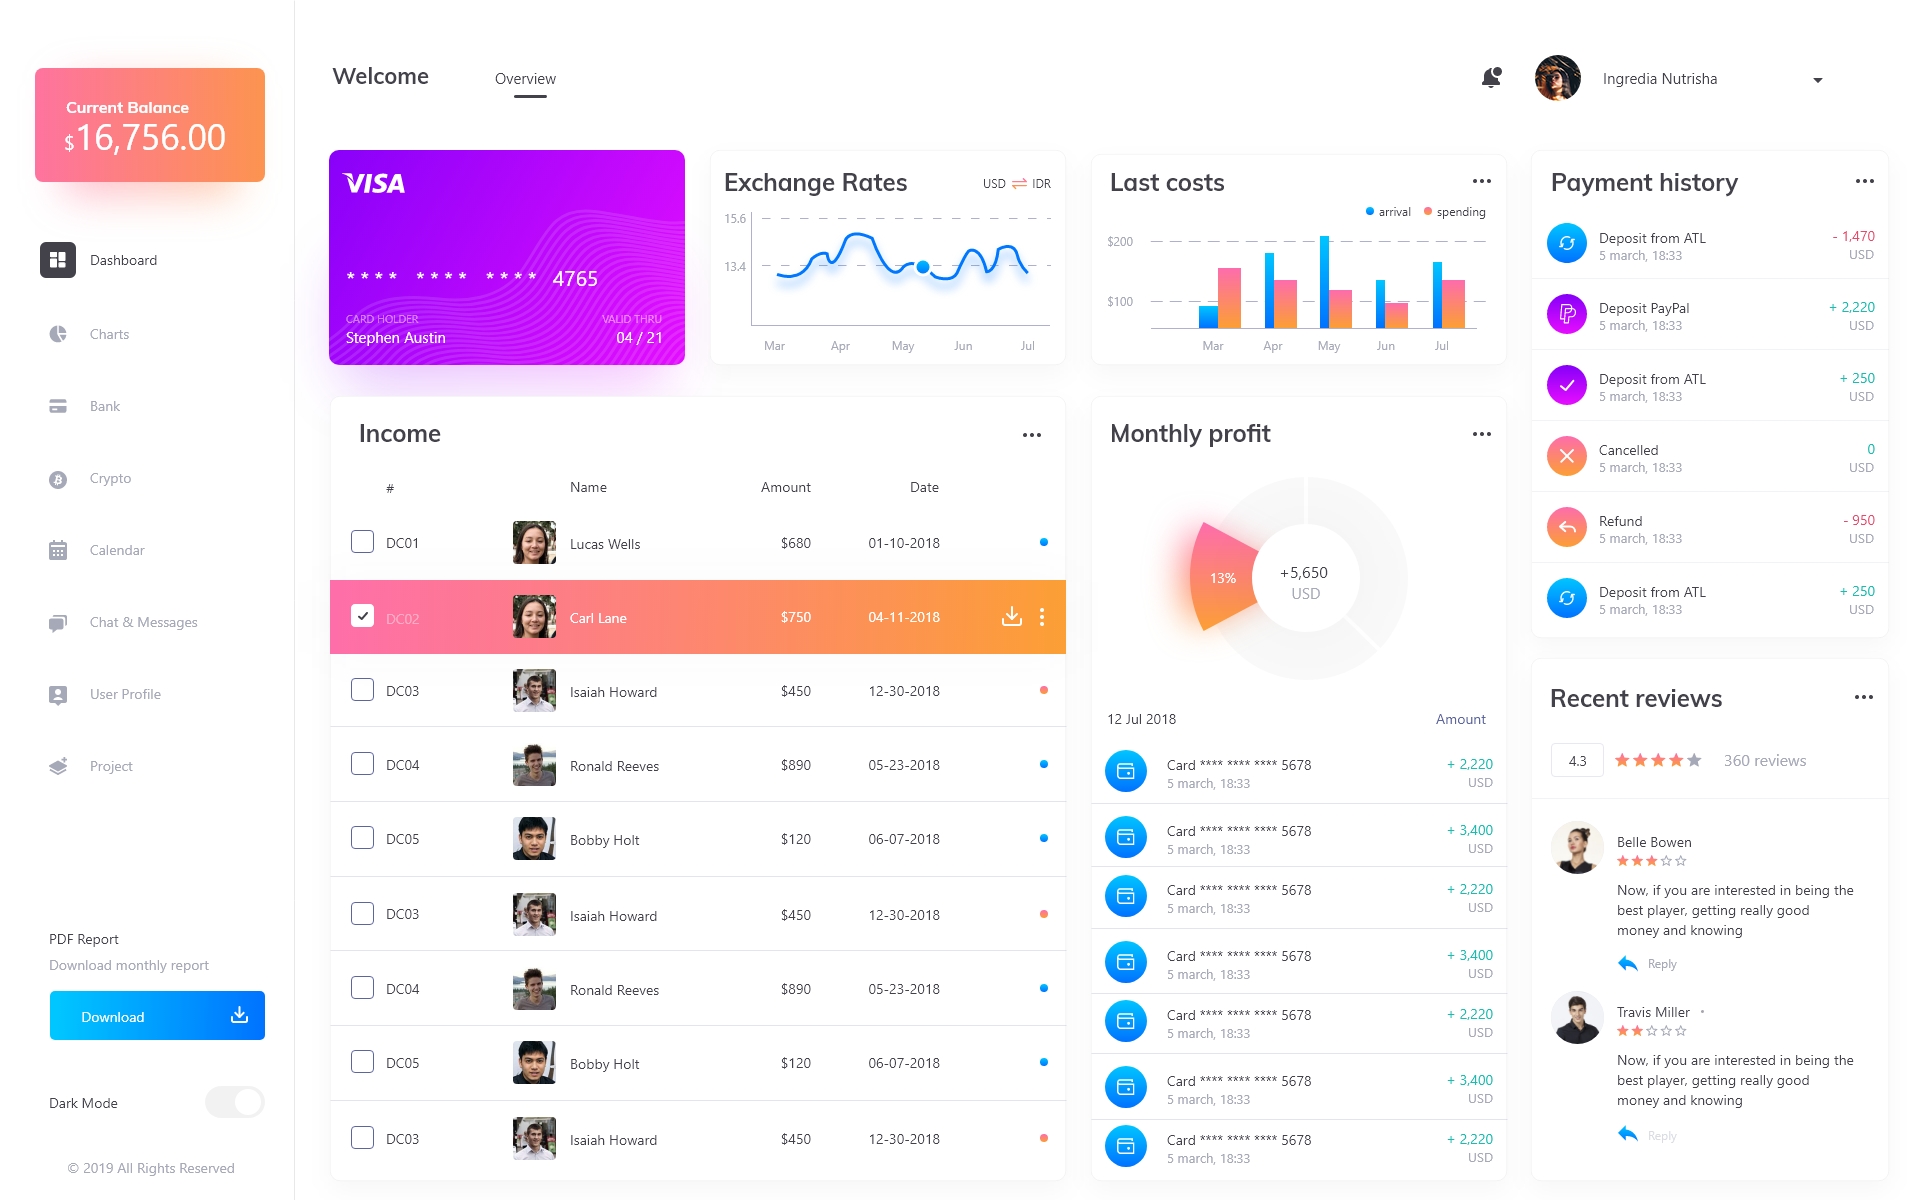 Current Balance
$16,756.00
Dashboard
Charts
Bank
Crypto
Calendar
Chat & Messages
User Profile
Project
PDF Report
Download monthly report
Download
Dark Mode
© 2019 All Rights Reserved
Welcome
Overview
Ingredia Nutrisha
VISA
**** **** **** 4765
CARD HOLDER
VALID THRU
Stephen Austin
04 / 21
Exchange Rates
USD IDR
15.6
13.4
Mar Apr May Jun Jul
Last costs
arrival spending
$200
$100
Mar Apr May Jun Jul
Payment history
Deposit from ATL - 1,470
5 march, 18:33 USD
Deposit PayPal + 2,220
5 march, 18:33 USD
Deposit from ATL + 250
5 march, 18:33 USD
Cancelled 0
5 march, 18:33 USD
Refund - 950
5 march, 18:33 USD
Deposit from ATL + 250
5 march, 18:33 USD
Income
# Name Amount Date
DC01 Lucas Wells $680 01-10-2018
DC02 Carl Lane $750 04-11-2018
DC03 Isaiah Howard $450 12-30-2018
DC04 Ronald Reeves $890 05-23-2018
DC05 Bobby Holt $120 06-07-2018
DC03 Isaiah Howard $450 12-30-2018
DC04 Ronald Reeves $890 05-23-2018
DC05 Bobby Holt $120 06-07-2018
DC03 Isaiah Howard $450 12-30-2018
Monthly profit
13%
+5,650
USD
12 Jul 2018 Amount
Card **** **** **** 5678 + 2,220
5 march, 18:33 USD
Card **** **** **** 5678 + 3,400
5 march, 18:33 USD
Card **** **** **** 5678 + 2,220
5 march, 18:33 USD
Card **** **** **** 5678 + 3,400
5 march, 18:33 USD
Card **** **** **** 5678 + 2,220
5 march, 18:33 USD
Card **** **** **** 5678 + 3,400
5 march, 18:33 USD
Card **** **** **** 5678 + 2,220
5 march, 18:33 USD
Recent reviews
4.3 360 reviews
Belle Bowen
Now, if you are interested in being the
best player, getting really good
money and knowing
Reply
Travis Miller •
Now, if you are interested in being the
best player, getting really good
money and knowing
Reply